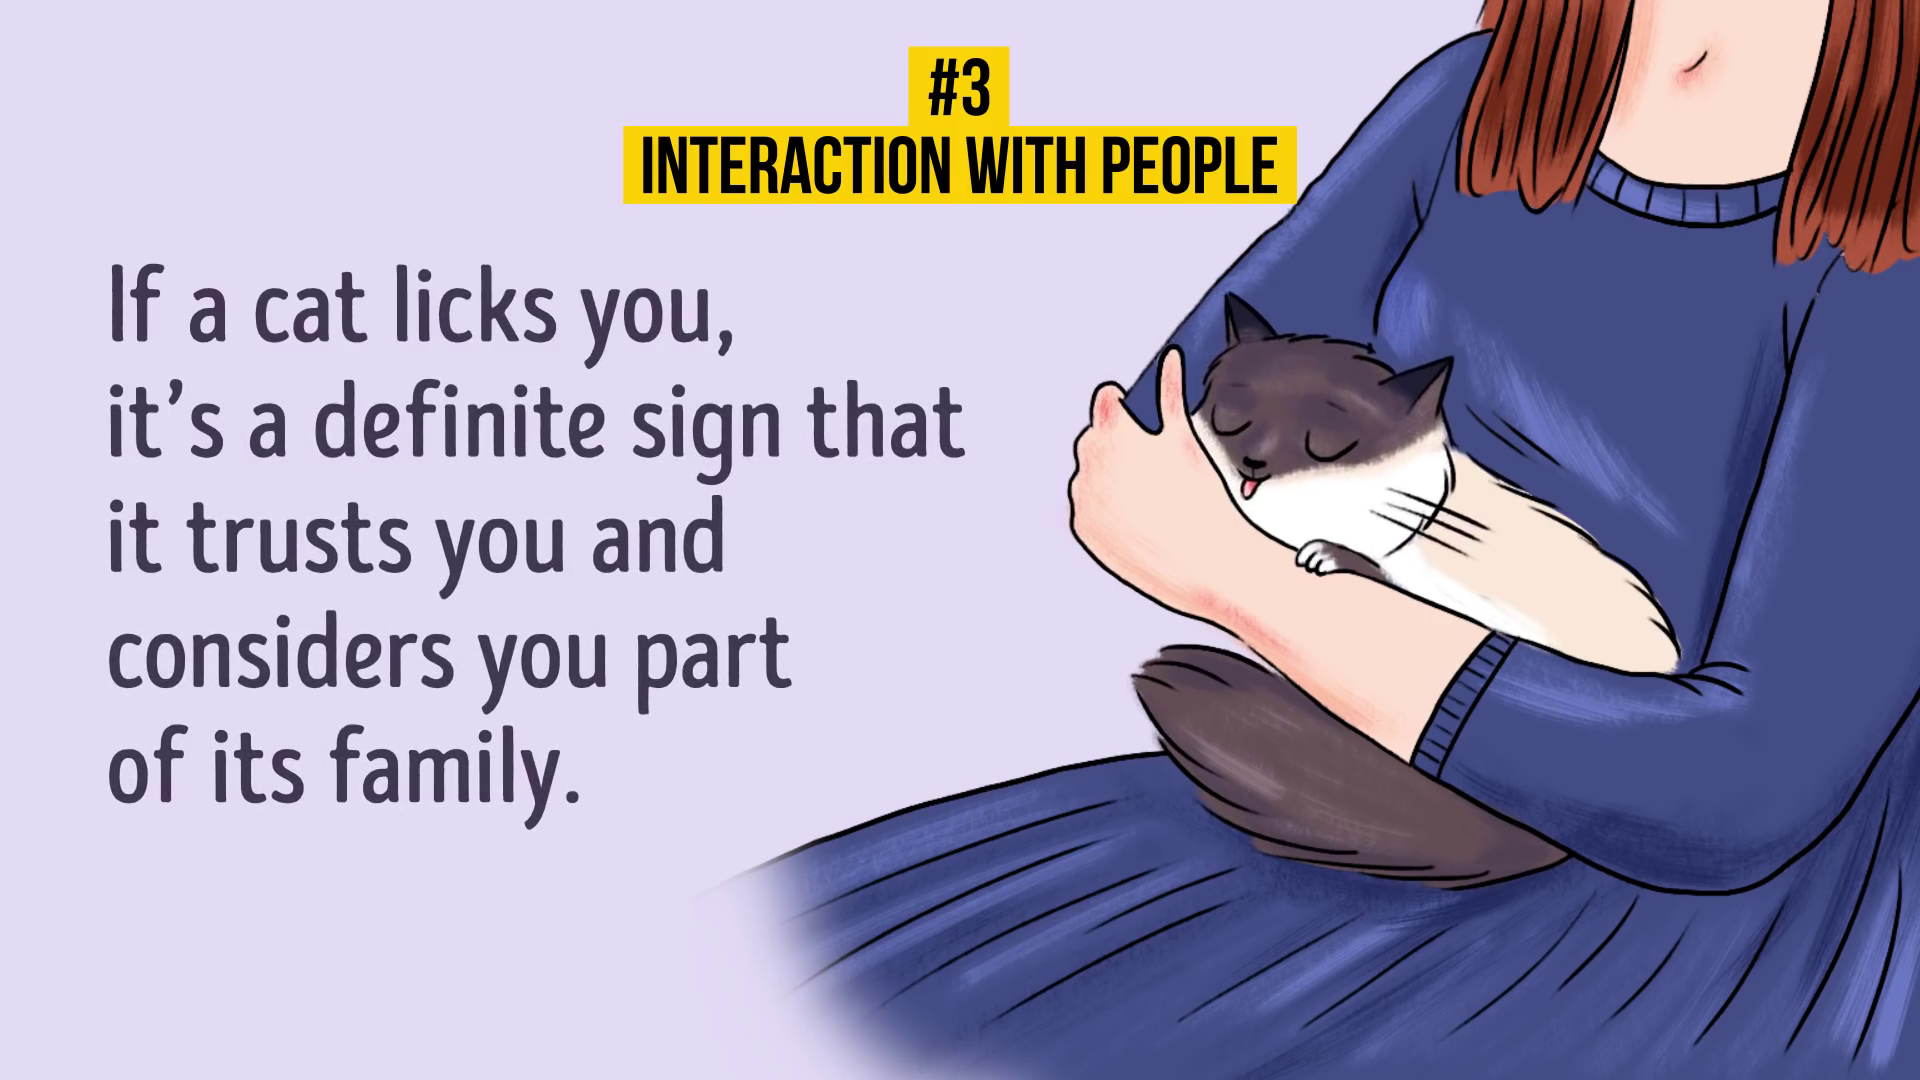 #3
INTERACTION WITH PEOPLE
If a cat licks you,
it’s a definite sign that
it trusts you and
considers you part
of its family.